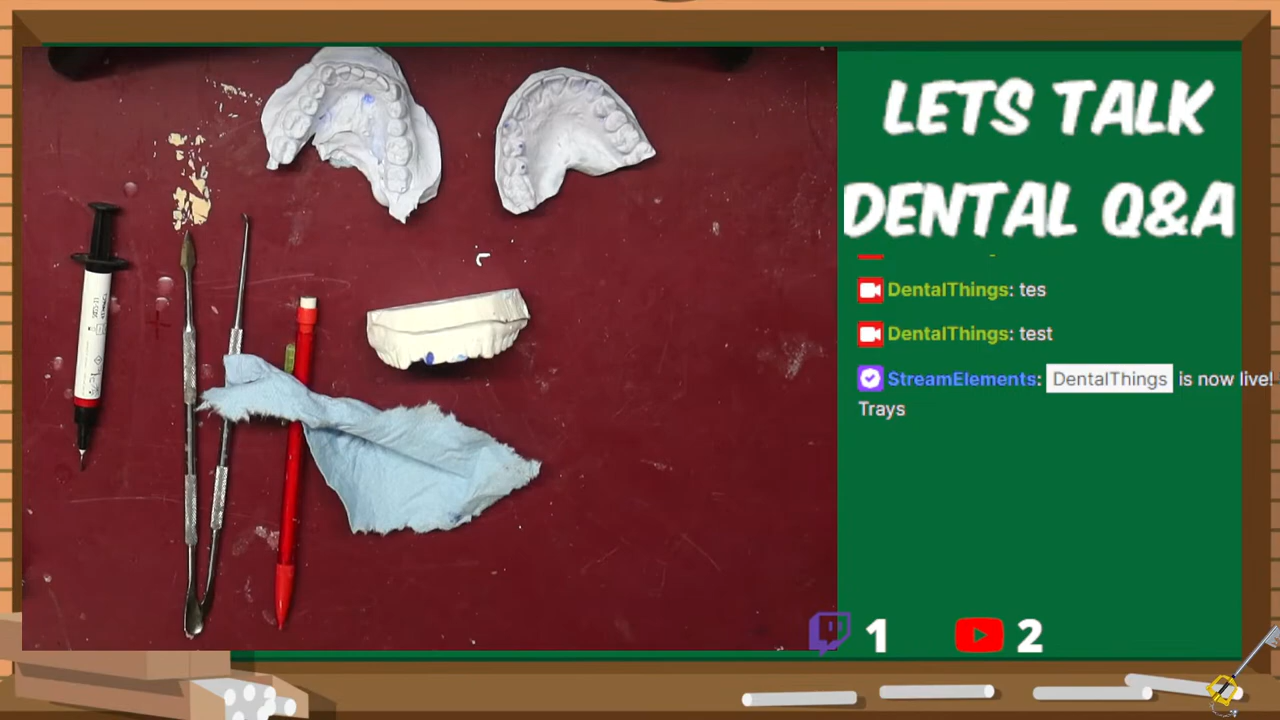 LETS TALK
DENTAL Q&A
DentalThings: tes
DentalThings: test
StreamElements: DentalThings is now live!
Trays
1
2